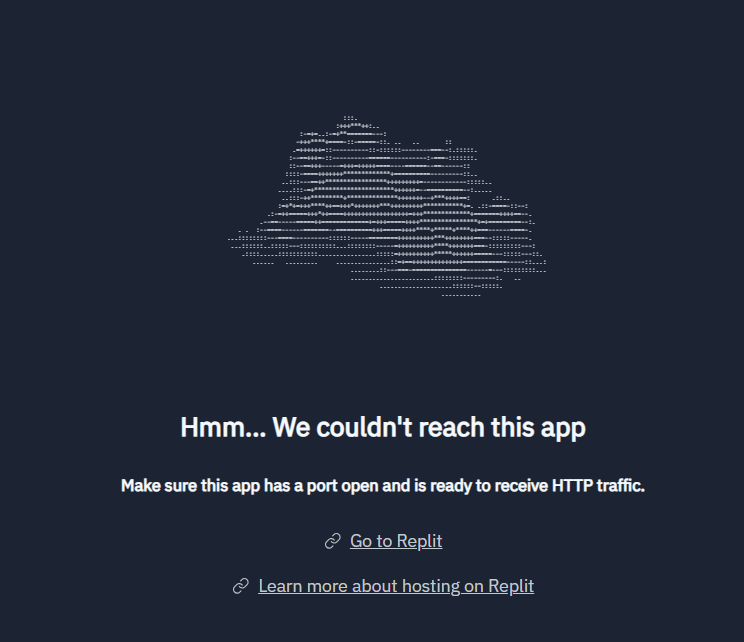 Hmm... We couldn't reach this app
Make sure this app has a port open and is ready to receive HTTP traffic.
Go to Replit
Learn more about hosting on Replit